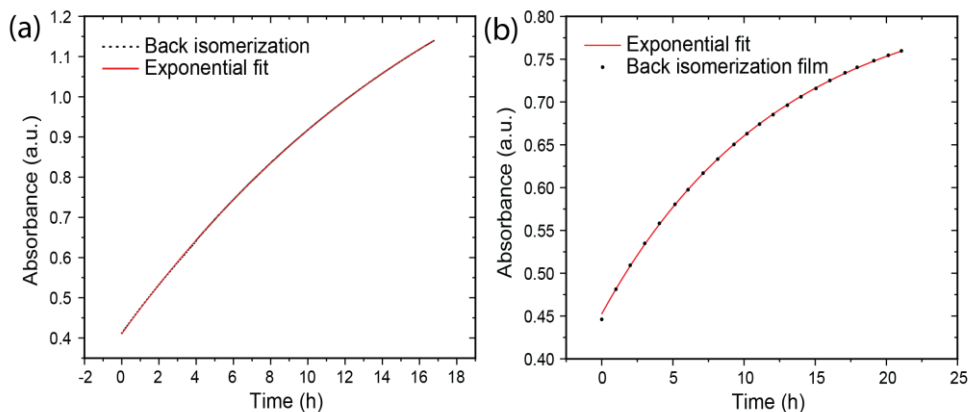 (a)
Back isomerization
Exponential fit
Absorbance (a.u.)
1.2
1.1
1.0
0.9
0.8
0.7
0.6
0.5
0.4
-2 0 2 4 6 8 10 12 14 16 18
Time (h)
(b)
Exponential fit
Back isomerization film
Absorbance (a.u.)
0.80
0.75
0.70
0.65
0.60
0.55
0.50
0.45
0.40
0 5 10 15 20 25
Time (h)